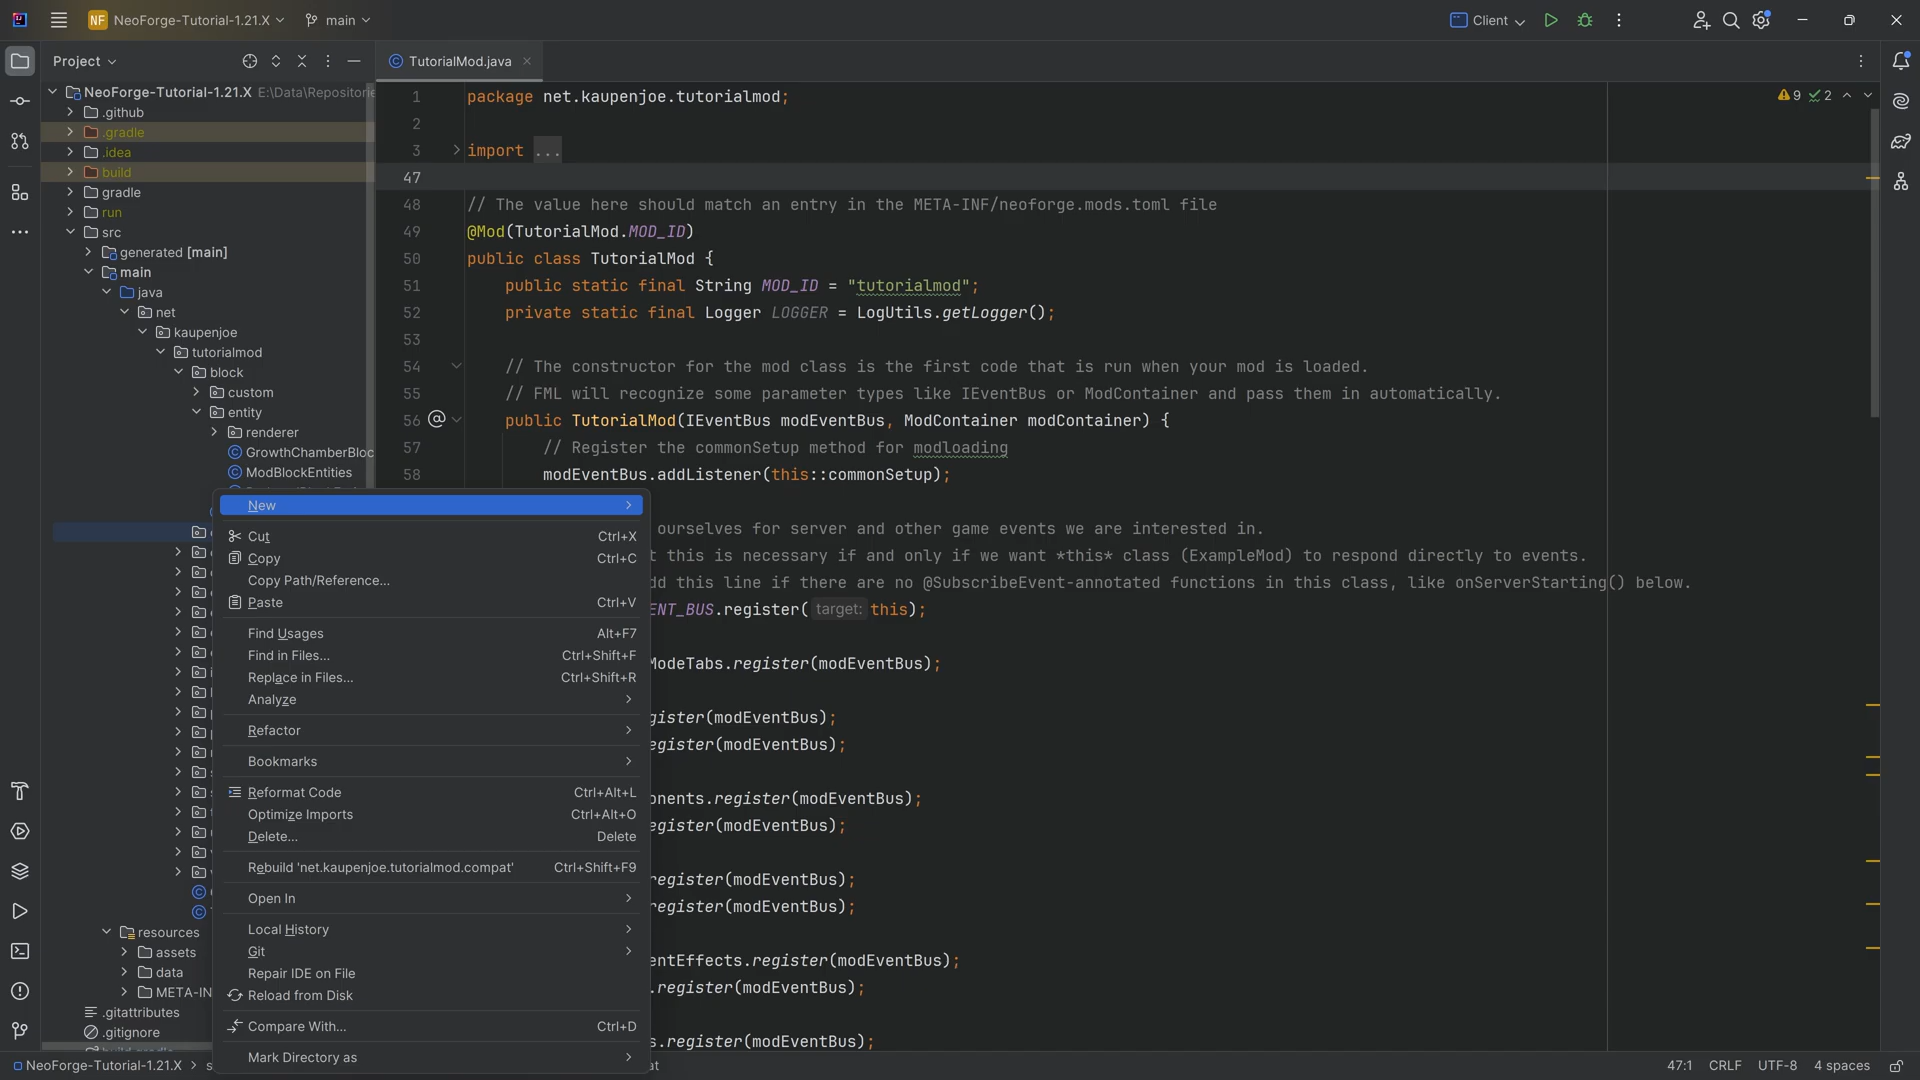 NF NeoForge-Tutorial-1.21.X main Client
Project
NeoForge-Tutorial-1.21.X E:\Data\Repositorie
.github
.gradle
.idea
build
gradle
run
src
generated [main]
main
java
net
kaupenjoe
tutorialmod
block
custom
entity
renderer
GrowthChamberBloc
ModBlockEntities
resources
assets
data
META-IN
.gitattributes
.gitignore
TutorialMod.java
9 2
1 package net.kaupenjoe.tutorialmod;
2
3 import ...
47
48 // The value here should match an entry in the META-INF/neoforge.mods.toml file
49 @Mod(TutorialMod.MOD_ID)
50 public class TutorialMod {
51 public static final String MOD_ID = "tutorialmod";
52 private static final Logger LOGGER = LogUtils.getLogger();
53
54 // The constructor for the mod class is the first code that is run when your mod is loaded.
55 // FML will recognize some parameter types like IEventBus or ModContainer and pass them in automatically.
56 @ public TutorialMod(IEventBus modEventBus, ModContainer modContainer) {
57 // Register the commonSetup method for modloading
58 modEventBus.addListener(this::commonSetup);
ourselves for server and other game events we are interested in.
t this is necessary if and only if we want *this* class (ExampleMod) to respond directly to events.
dd this line if there are no @SubscribeEvent-annotated functions in this class, like onServerStarting() below.
ENT_BUS.register( target: this);
ModeTabs.register(modEventBus);
gister(modEventBus);
egister(modEventBus);
onents.register(modEventBus);
egister(modEventBus);
register(modEventBus);
register(modEventBus);
entEffects.register(modEventBus);
.register(modEventBus);
s.register(modEventBus);
New
Cut Ctrl+X
Copy Ctrl+C
Copy Path/Reference...
Paste Ctrl+V
Find Usages Alt+F7
Find in Files... Ctrl+Shift+F
Replace in Files... Ctrl+Shift+R
Analyze
Refactor
Bookmarks
Reformat Code Ctrl+Alt+L
Optimize Imports Ctrl+Alt+O
Delete... Delete
Rebuild 'net.kaupenjoe.tutorialmod.compat' Ctrl+Shift+F9
Open In
Local History
Git
Repair IDE on File
Reload from Disk
Compare With... Ctrl+D
Mark Directory as
NeoForge-Tutorial-1.21.X > s at 47:1 CRLF UTF-8 4 spaces